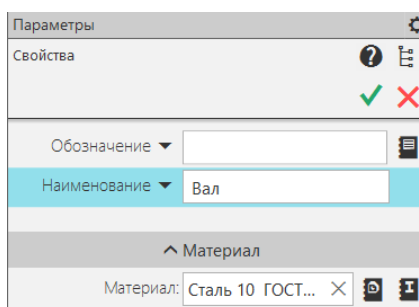 Параметры
Свойства
Обозначение
Наименование Вал
Материал
Материал: Сталь 10 ГОСТ...